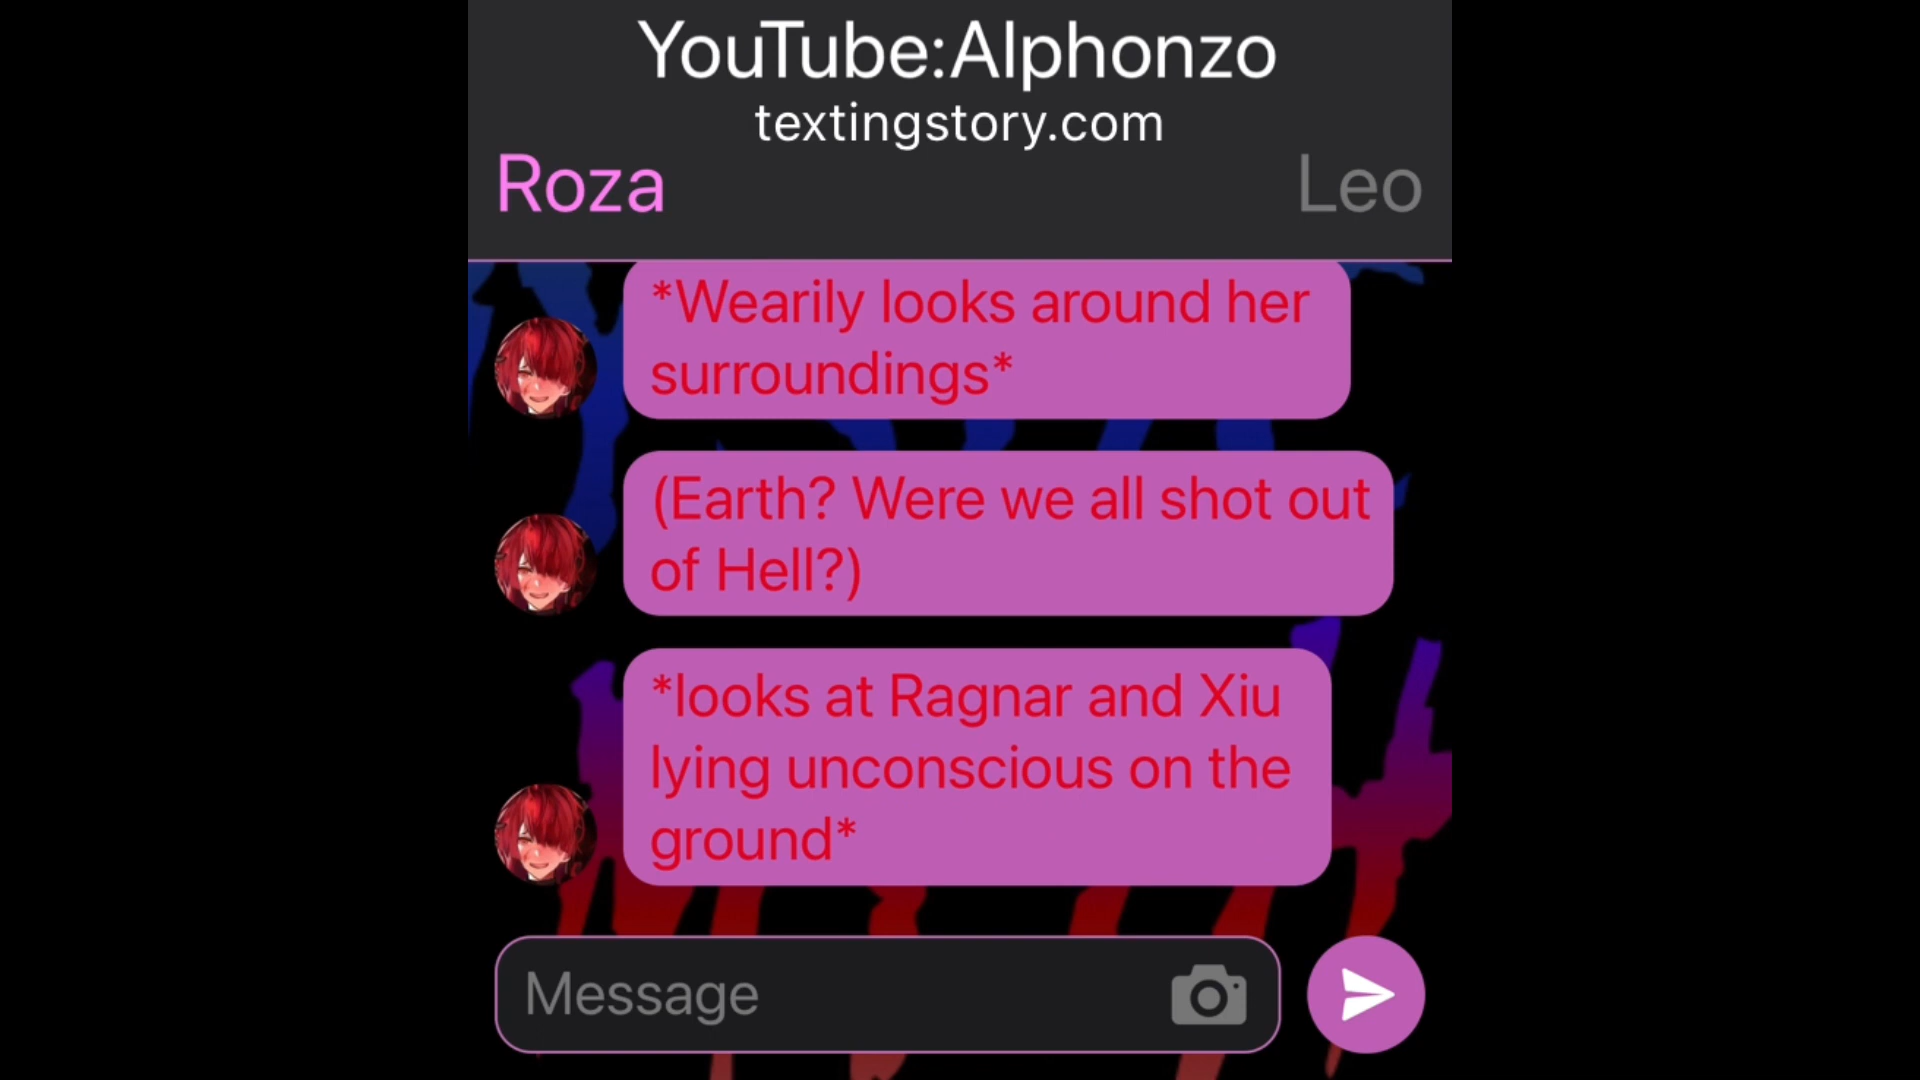 YouTube:Alphonzo
textingstory.com
Roza
Leo
*Wearily looks around her
surroundings*
(Earth? Were we all shot out
of Hell?)
*looks at Ragnar and Xiu
lying unconscious on the
ground*
Message